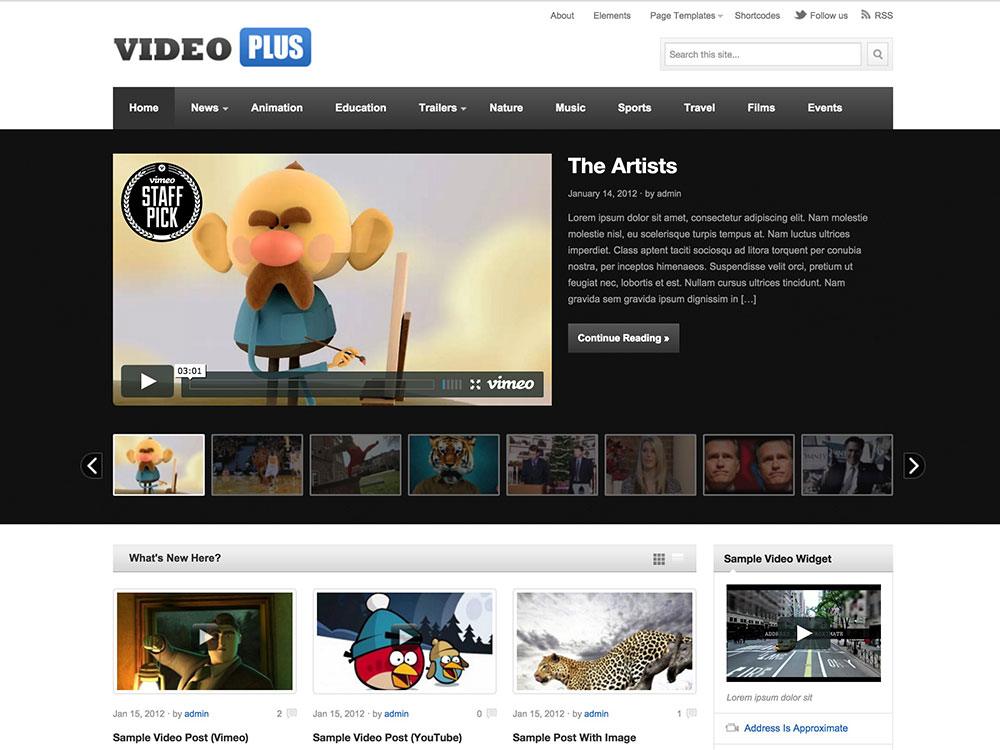 About Elements Page Templates Shortcodes Follow us RSS
VIDEO PLUS
Search this site...
Home News Animation Education Trailers Nature Music Sports Travel Films Events
vimeo
STAFF
PICK
The Artists
January 14, 2012 · by admin
Lorem ipsum dolor sit amet, consectetur adipiscing elit. Nam molestie
molestie nisl, eu scelerisque turpis tempus at. Nam luctus ultrices
imperdiet. Class aptent taciti sociosqu ad litora torquent per conubia
nostra, per inceptos himenaeos. Suspendisse velit orci, pretium ut
feugiat nec, lobortis et est. Nullam cursus ultrices tincidunt. Nam
gravida sem gravida ipsum dignissim in […]
Continue Reading »
03:01
vimeo
What's New Here?
Sample Video Widget
ONLY
Lorem ipsum dolor sit
Jan 15, 2012 · by admin 2
Jan 15, 2012 · by admin 0
Jan 15, 2012 · by admin 1
Address Is Approximate
Sample Video Post (Vimeo)
Sample Video Post (YouTube)
Sample Post With Image